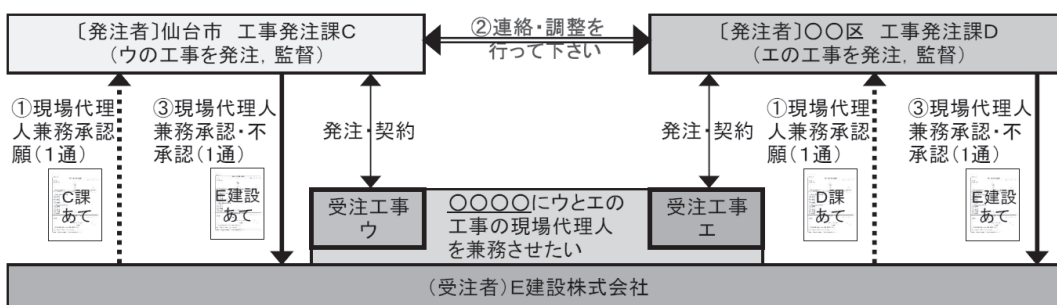 〔発注者〕仙台市 工事発注課C
(ウの工事を発注,監督)
②連絡・調整を
行って下さい
〔発注者〕〇〇区 工事発注課D
(エの工事を発注,監督)
①現場代理
人兼務承認
願(1通)
C課
あて
③現場代理人
兼務承認・不
承認(1通)
E建設
あて
発注・契約
受注工事
ウ
〇〇〇〇にウとエの
工事の現場代理人
を兼務させたい
発注・契約
受注工事
エ
①現場代理
人兼務承認
願(1通)
D課
あて
③現場代理人
兼務承認・不
承認(1通)
E建設
あて
(受注者)E建設株式会社